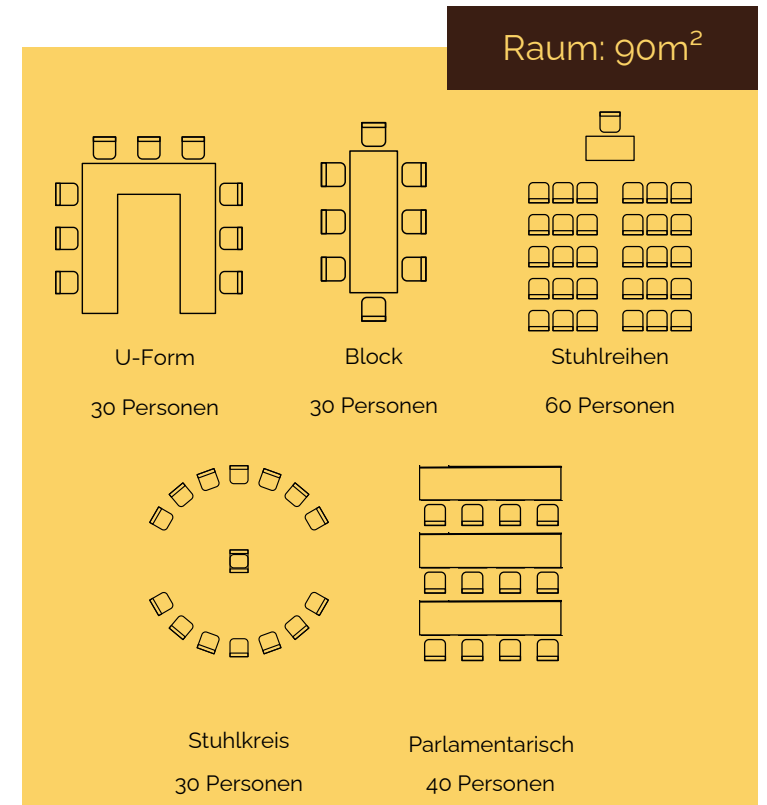 Raum: 90m²
U-Form
30 Personen
Block
30 Personen
Stuhlreihen
60 Personen
Stuhlkreis
30 Personen
Parlamentarisch
40 Personen